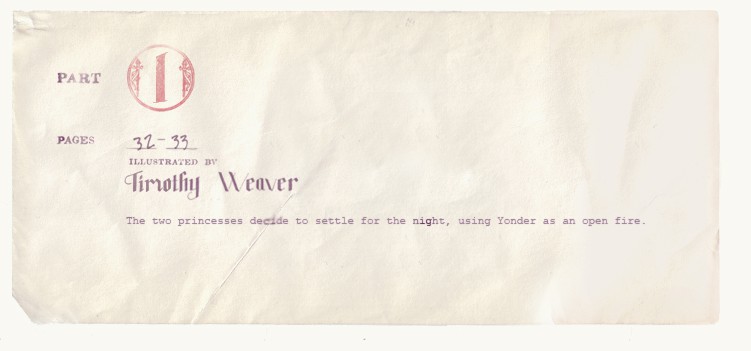 PART 1
PAGES 32-33
ILLUSTRATED BY
Timothy Weaver
The two princesses decide to settle for the night, using Yonder as an open fire.